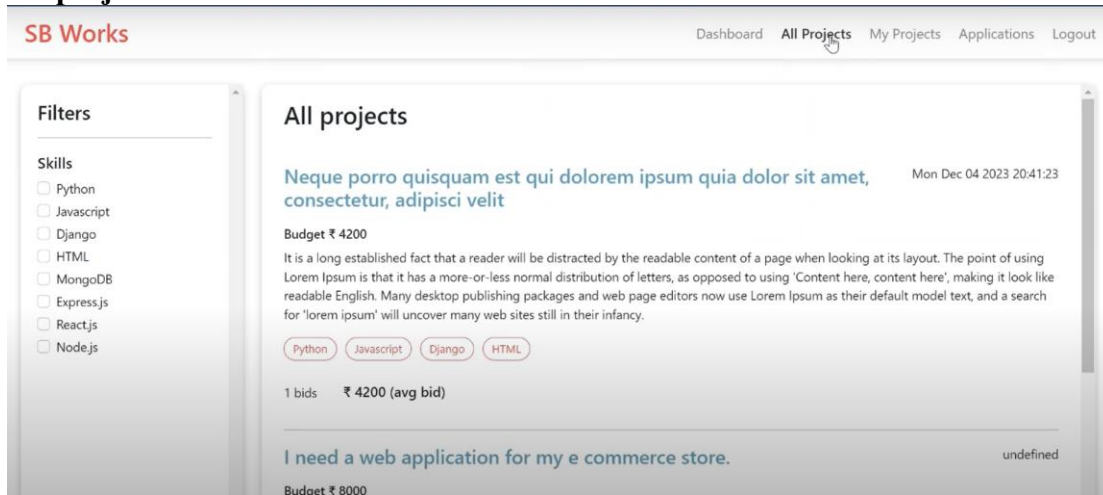 SB Works
Dashboard All Projects My Projects Applications Logout
Filters
Skills
Python
Javascript
Django
HTML
MongoDB
Express.js
React.js
Node.js
All projects
Neque porro quisquam est qui dolorem ipsum quia dolor sit amet,
consectetur, adipisci velit
Mon Dec 04 2023 20:41:23
Budget ₹ 4200
It is a long established fact that a reader will be distracted by the readable content of a page when looking at its layout. The point of using
Lorem Ipsum is that it has a more-or-less normal distribution of letters, as opposed to using 'Content here, content here', making it look like
readable English. Many desktop publishing packages and web page editors now use Lorem Ipsum as their default model text, and a search
for 'lorem ipsum' will uncover many web sites still in their infancy.
Python Javascript Django HTML
1 bids ₹ 4200 (avg bid)
I need a web application for my e commerce store.
undefined
Budget ₹ 8000